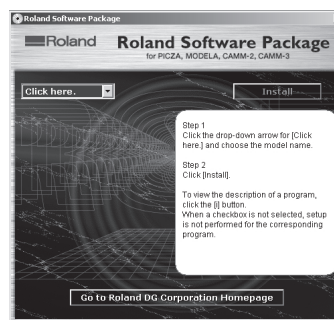 Roland Software Package
Roland
Roland Software Package
for PICZA, MODELA, CAMM-2, CAMM-3
Click here.
Install
Step 1
Click the drop-down arrow for [Click
here.] and choose the model name.
Step 2
Click [Install].
To view the description of a program,
click the [i] button.
When a checkbox is not selected, setup
is not performed for the corresponding
program.
Go to Roland DG Corporation Homepage